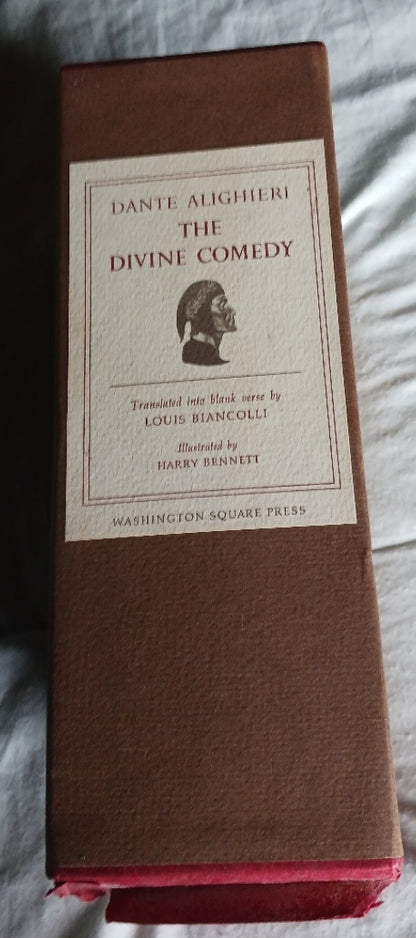 DANTE ALIGHIERI
THE
DIVINE COMEDY
Translated into blank verse by
LOUIS BIANCOLLI
Illustrated by
HARRY BENNETT
WASHINGTON SQUARE PRESS